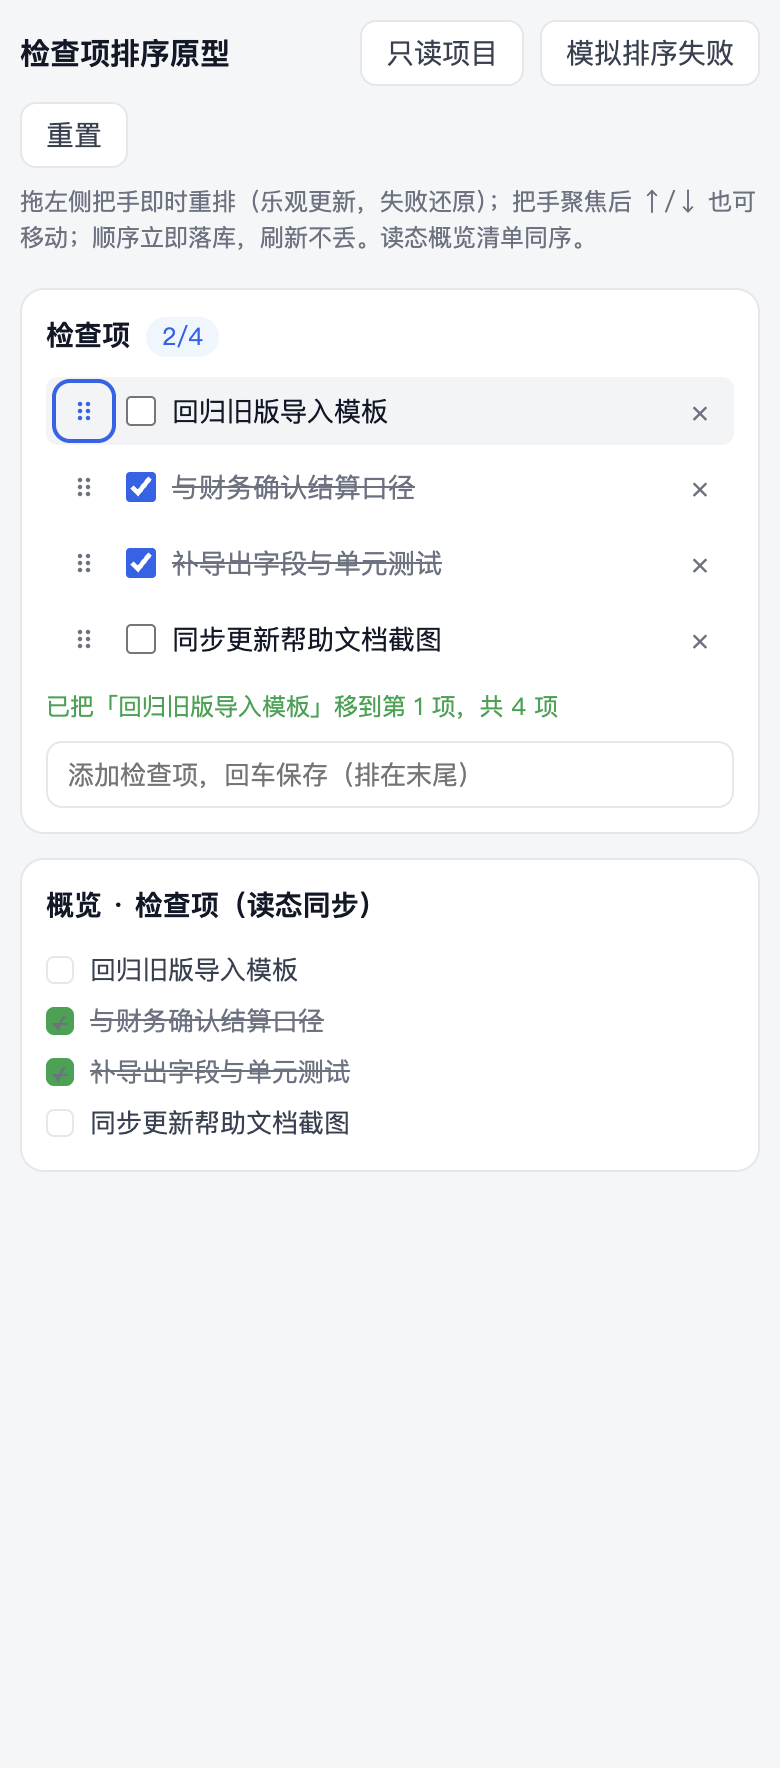 检查项排序原型
只读项目
模拟排序失败
重置
拖左侧把手即时重排（乐观更新，失败还原）；把手聚焦后 ↑/↓ 也可
移动；顺序立即落库，刷新不丢。读态概览清单同序。
检查项 2/4
回归旧版导入模板 ×
与财务确认结算口径 ×
补导出字段与单元测试 ×
同步更新帮助文档截图 ×
已把「回归旧版导入模板」移到第 1 项，共 4 项
添加检查项，回车保存（排在末尾）
概览 · 检查项（读态同步）
回归旧版导入模板
与财务确认结算口径
补导出字段与单元测试
同步更新帮助文档截图